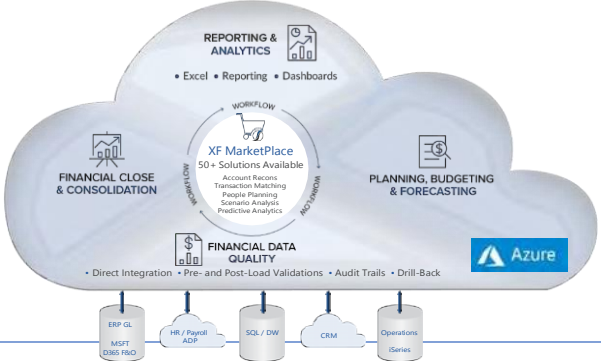 REPORTING &
ANALYTICS
• Excel • Reporting • Dashboards
WORKFLOW
XF MarketPlace
50+ Solutions Available
Account Recons
Transaction Matching
People Planning
Scenario Analysis
Predictive Analytics
WORKFLOW
WORKFLOW
FINANCIAL CLOSE
& CONSOLIDATION
PLANNING, BUDGETING
& FORECASTING
FINANCIAL DATA
QUALITY
• Direct Integration • Pre- and Post-Load Validations • Audit Trails • Drill-Back
Azure
ERP GL
MSFT
D365 F&O
HR / Payroll
ADP
SQL / DW
CRM
Operations
iSeries